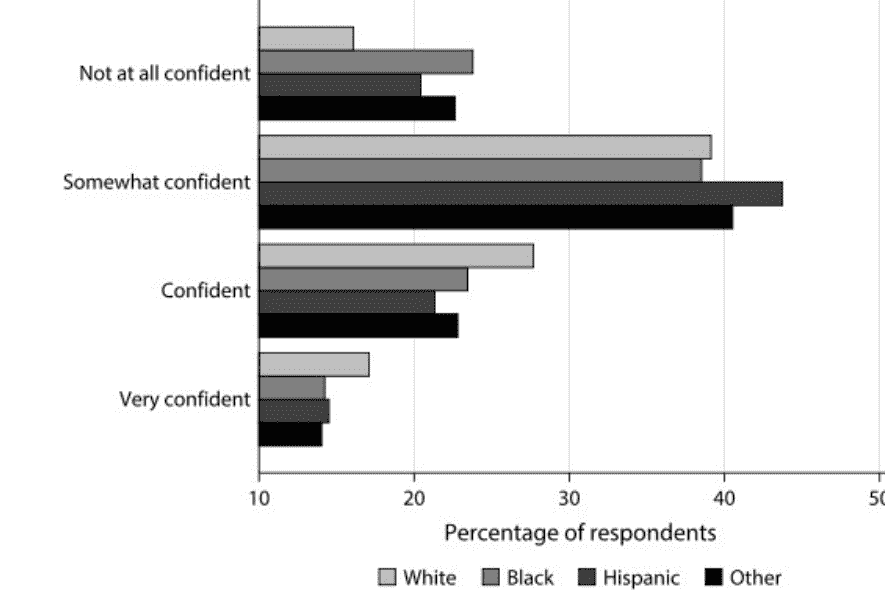 Not at all confident
Somewhat confident
Confident
Very confident
10 20 30 40 50
Percentage of respondents
White Black Hispanic Other